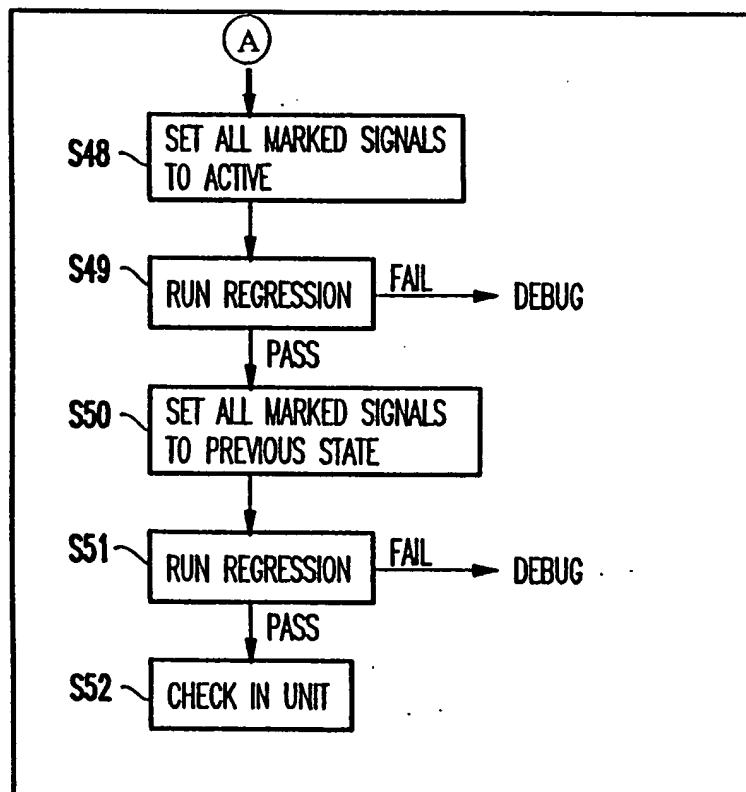 A
S48
SET ALL MARKED SIGNALS
TO ACTIVE
S49
RUN REGRESSION
FAIL
DEBUG
PASS
S50
SET ALL MARKED SIGNALS
TO PREVIOUS STATE
S51
RUN REGRESSION
FAIL
DEBUG
PASS
S52
CHECK IN UNIT